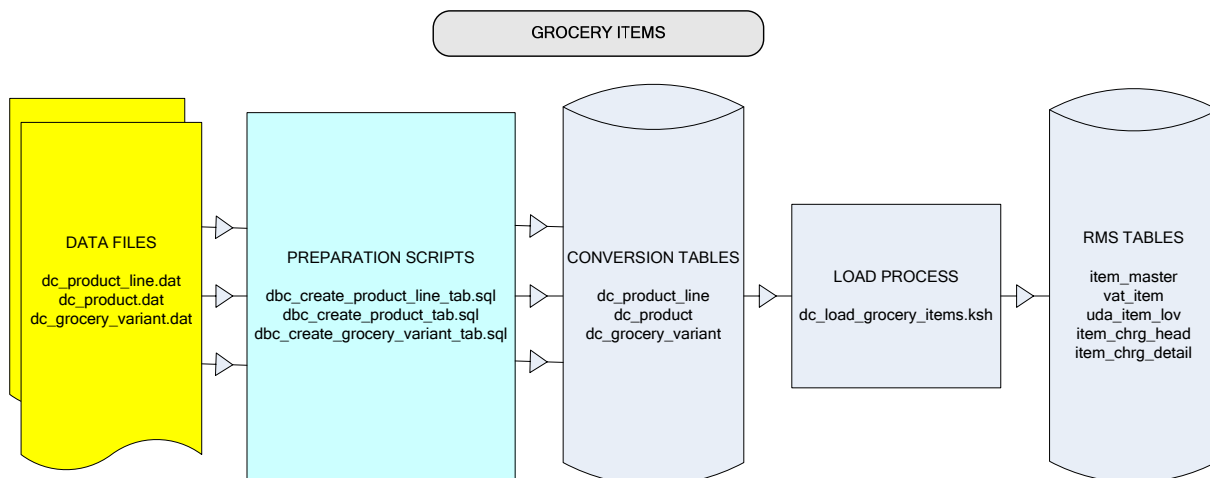 GROCERY ITEMS
DATA FILES
dc_product_line.dat
dc_product.dat
dc_grocery_variant.dat
PREPARATION SCRIPTS
dbc_create_product_line_tab.sql
dbc_create_product_tab.sql
dbc_create_grocery_variant_tab.sql
CONVERSION TABLES
dc_product_line
dc_product
dc_grocery_variant
LOAD PROCESS
dc_load_grocery_items.ksh
RMS TABLES
item_master
vat_item
uda_item_lov
item_chrg_head
item_chrg_detail